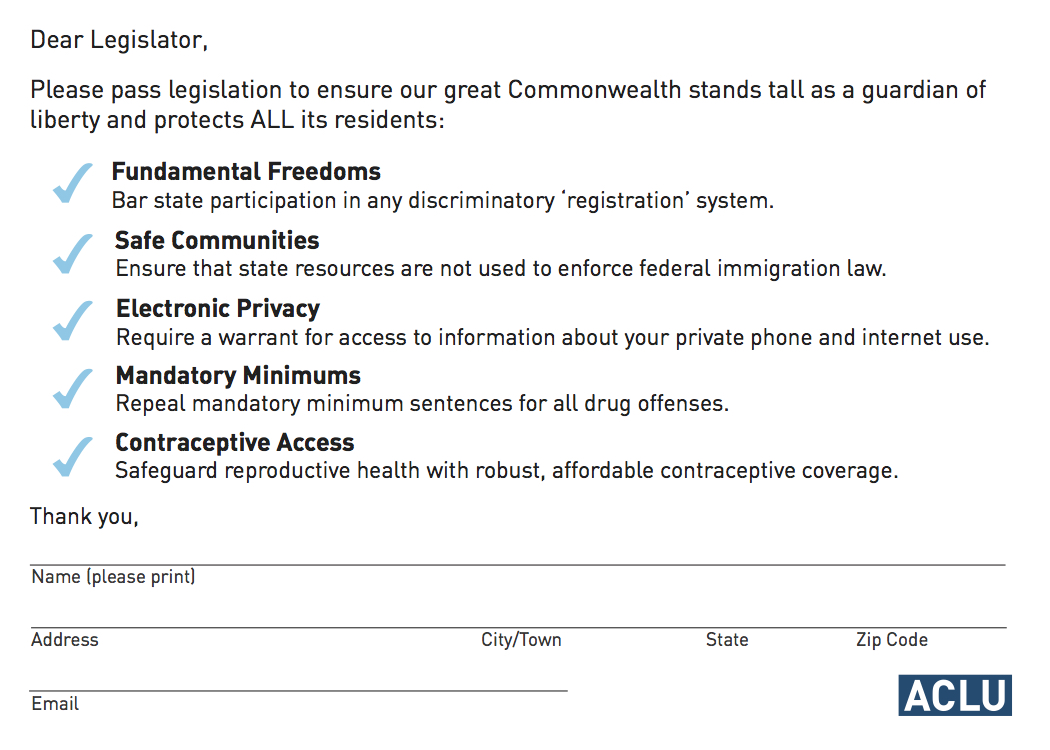 Dear Legislator,
Please pass legislation to ensure our great Commonwealth stands tall as a guardian of
liberty and protects ALL its residents:
Fundamental Freedoms
Bar state participation in any discriminatory ‘registration’ system.
Safe Communities
Ensure that state resources are not used to enforce federal immigration law.
Electronic Privacy
Require a warrant for access to information about your private phone and internet use.
Mandatory Minimums
Repeal mandatory minimum sentences for all drug offenses.
Contraceptive Access
Safeguard reproductive health with robust, affordable contraceptive coverage.
Thank you,
Name (please print)
Address City/Town State Zip Code
Email
ACLU